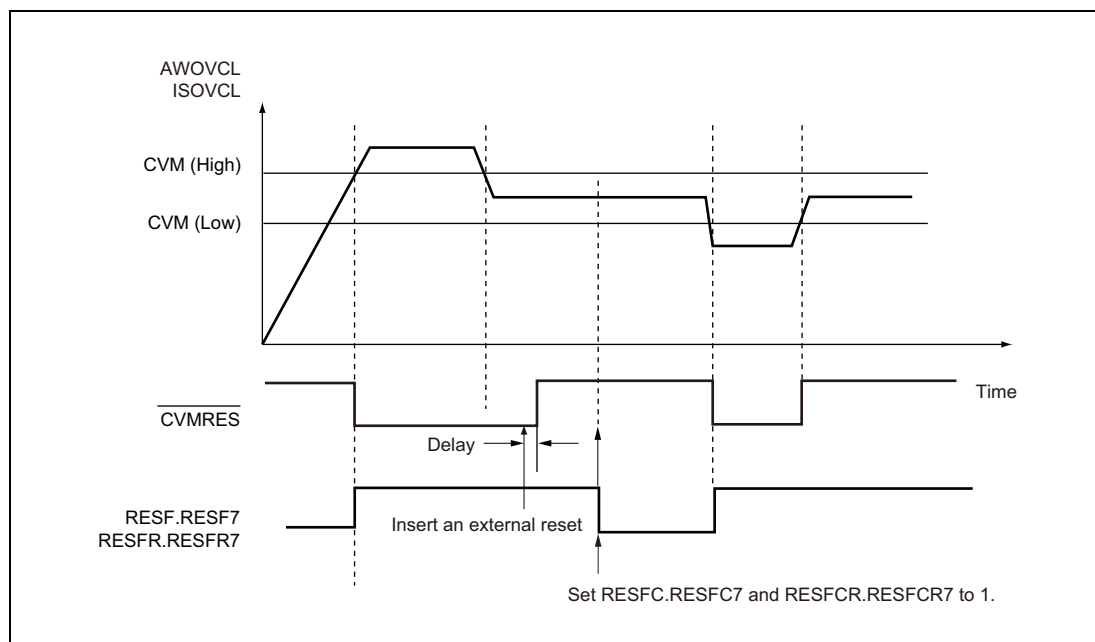 AWOVCL
ISOVCL
CVM (High)
CVM (Low)
Time
CVMRES
Delay
Insert an external reset
RESF.RESF7
RESFR.RESFR7
Set RESFC.RESFC7 and RESFCR.RESFCR7 to 1.